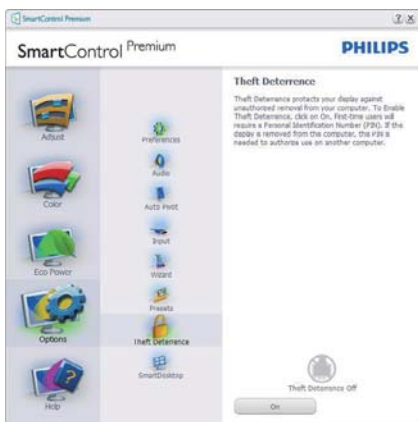 SmartControl Premium
SmartControl Premium
PHILIPS
Adjust
Color
Eco Power
Options
Help
Preferences
Audio
Auto Pivot
Input
Wizard
Presets
Theft Deterrence
SmartDesktop
Theft Deterrence
Theft Deterrence protects your display against
unauthorized removal from your computer. To Enable
Theft Deterrence, click on On. First-time users will
require a Personal Identification Number (PIN). If the
display is removed from the computer, this PIN is
needed to authorize use on another computer.
Theft Deterrence Off
On